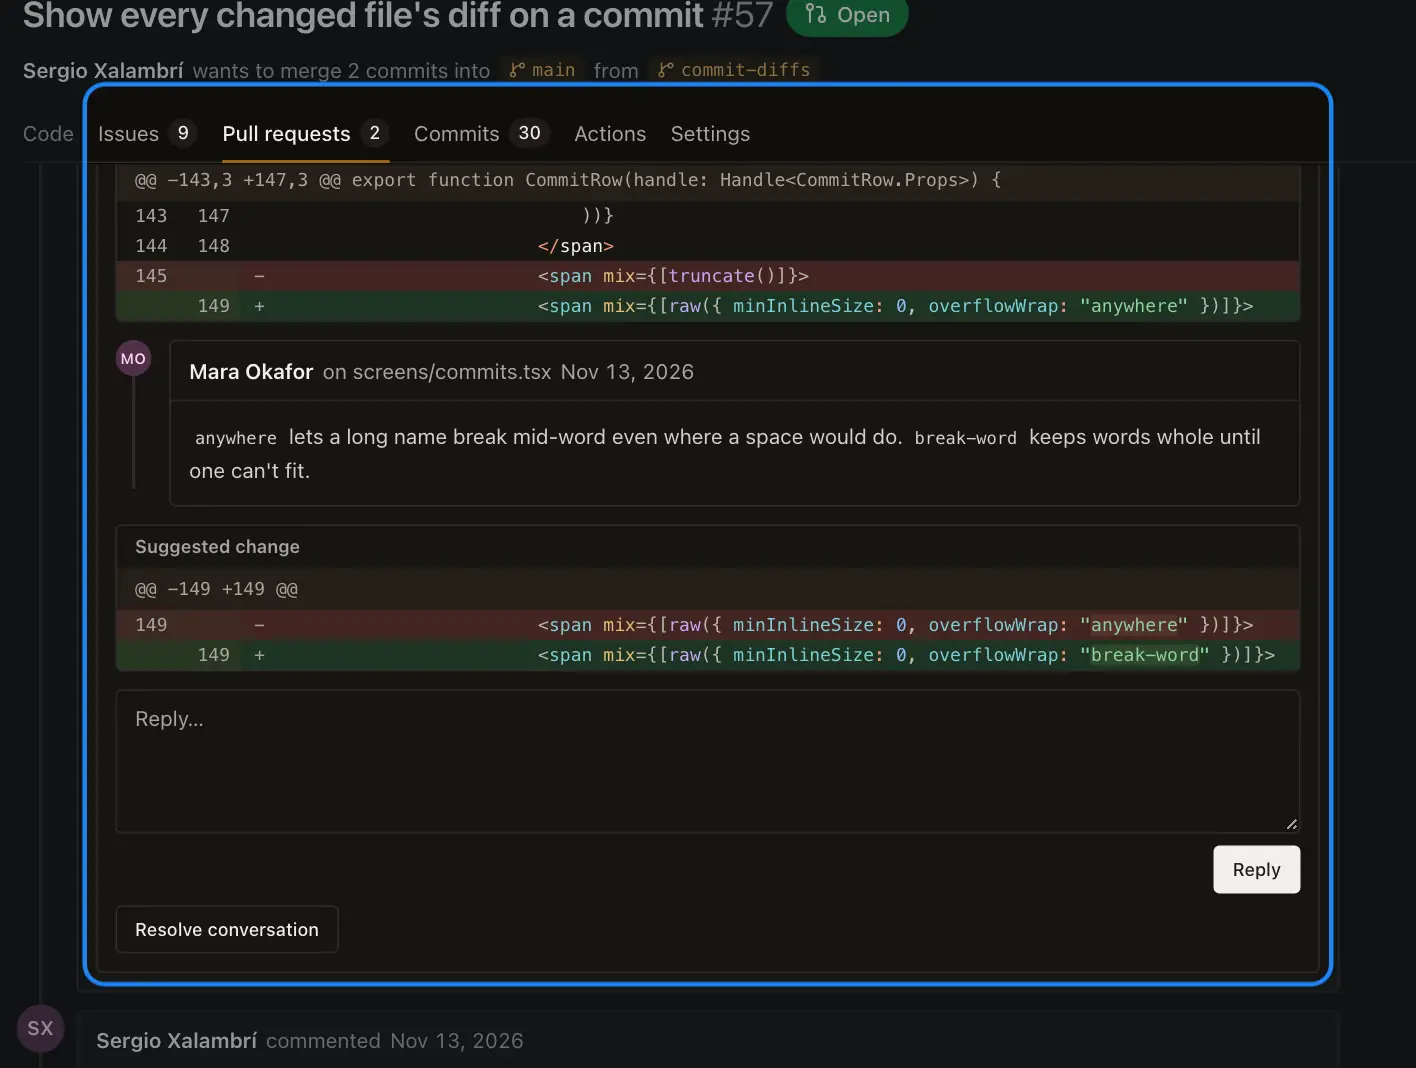 Show every changed file's diff on a commit #57 Open
Sergio Xalambrí wants to merge 2 commits into main from commit-diffs
Code Issues 9 Pull requests 2 Commits 30 Actions Settings
@@ −143,3 +147,3 @@ export function CommitRow(handle: Handle<CommitRow.Props>) {
143 147 ))}
144 148 </span>
145 − <span mix={[truncate()]}>
149 + <span mix={[raw({ minInlineSize: 0, overflowWrap: "anywhere" })]}>
MO
Mara Okafor on screens/commits.tsx Nov 13, 2026
anywhere lets a long name break mid-word even where a space would do. break-word keeps words whole until
one can't fit.
Suggested change
@@ −149 +149 @@
149 − <span mix={[raw({ minInlineSize: 0, overflowWrap: "anywhere" })]}>
149 + <span mix={[raw({ minInlineSize: 0, overflowWrap: "break-word" })]}>
Reply...
Reply
Resolve conversation
SX
Sergio Xalambrí commented Nov 13, 2026